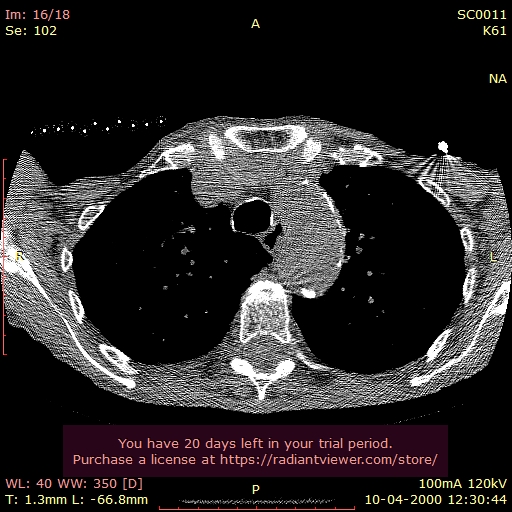 Im: 16/18
Se: 102
A
SC0011
K61
NA
R
L
You have 20 days left in your trial period.
Purchase a license at https://radiantviewer.com/store/
WL: 40 WW: 350 [D]
T: 1.3mm L: -66.8mm
P
100mA 120kV
10-04-2000 12:30:44